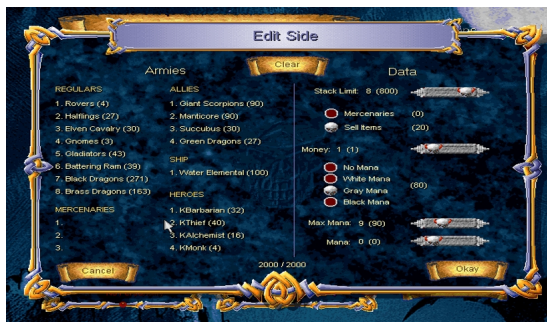 Edit Side
Clear
Armies
Data
REGULARS
1. Rovers (4)
2. Halflings (27)
3. Elven Cavalry (30)
4. Gnomes (3)
5. Gladiators (43)
6. Battering Ram (39)
7. Black Dragons (271)
8. Brass Dragons (163)
MERCENARIES
1.
2.
3.
ALLIES
1. Giant Scorpions (90)
2. Manticore (90)
3. Succubus (30)
4. Green Dragons (27)
SHIP
1. Water Elemental (100)
HEROES
1. KBarbarian (32)
2. KThief (40)
3. KAlchemist (16)
4. KMonk (4)
Stack Limit: 8 (800)
Mercenaries (0)
Sell items (20)
Money: 1 (1)
No Mana
White Mana
Gray Mana
Black Mana
(80)
Max Mana: 9 (90)
Mana: 0 (0)
Cancel
2000 / 2000
Okay